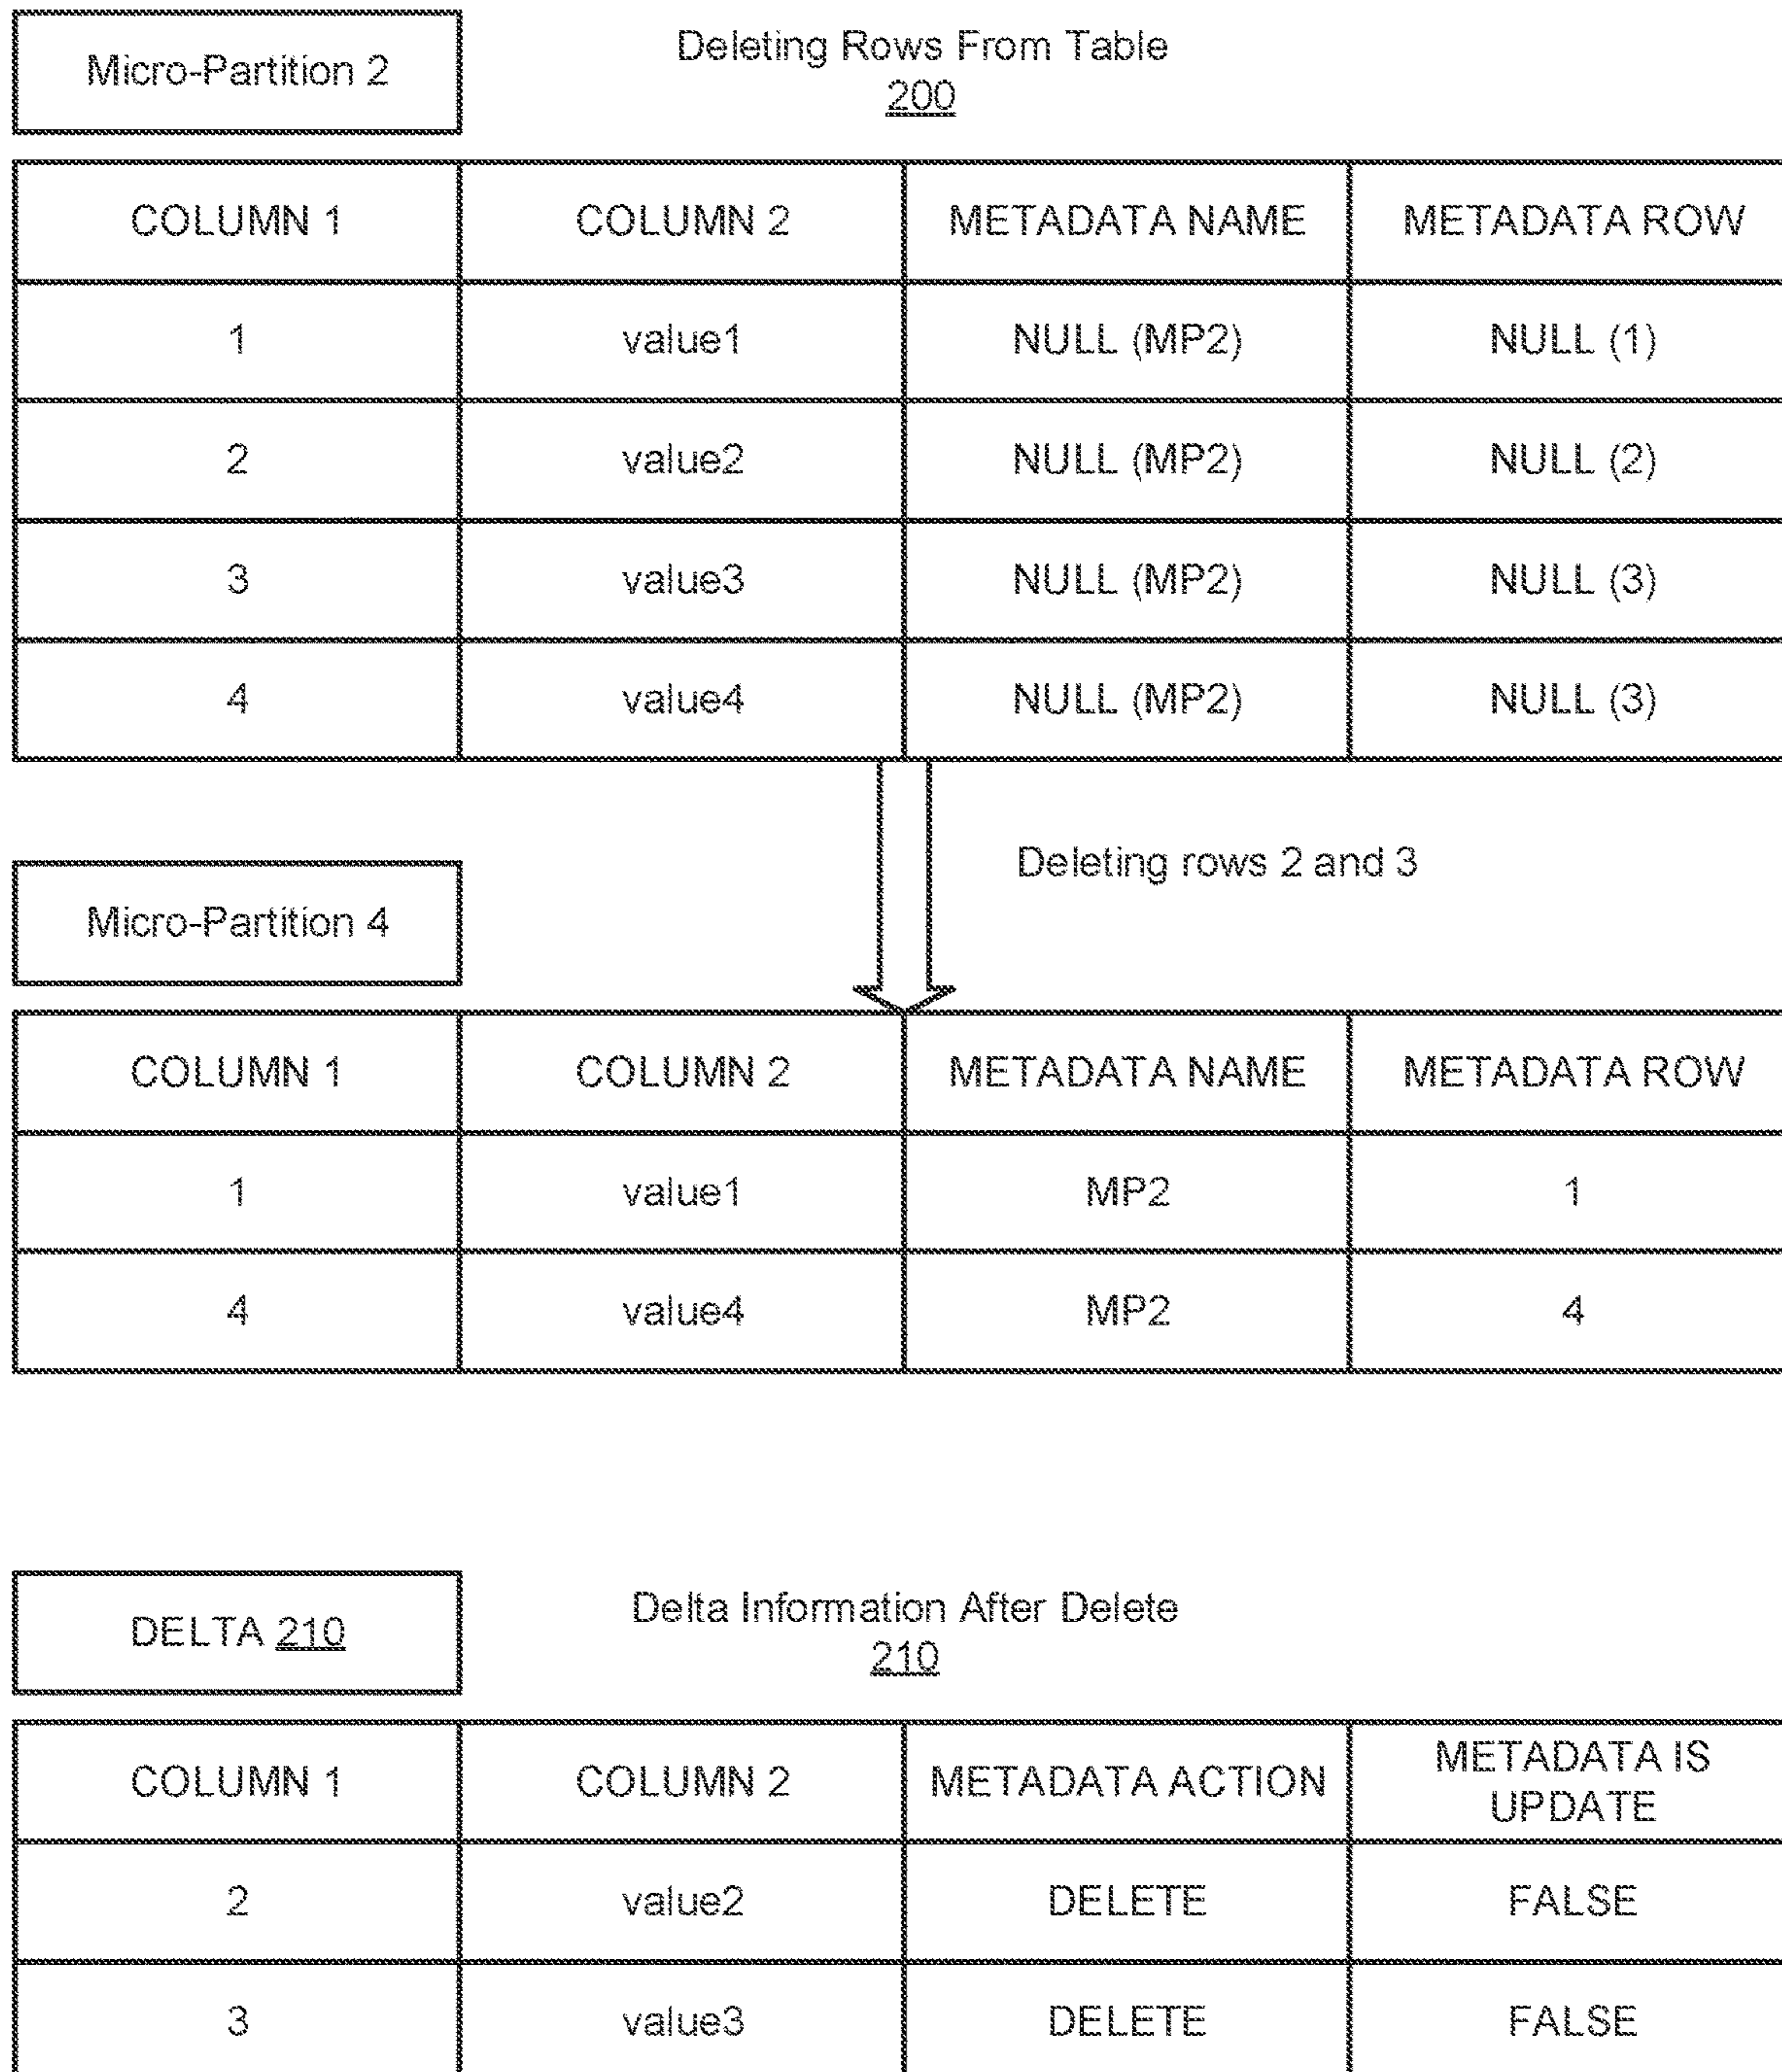 Micro-Partition 2
Deleting Rows From Table
200
COLUMN 1 COLUMN 2 METADATA NAME METADATA ROW
1 value1 NULL (MP2) NULL (1)
2 value2 NULL (MP2) NULL (2)
3 value3 NULL (MP2) NULL (3)
4 value4 NULL (MP2) NULL (3)
Deleting rows 2 and 3
Micro-Partition 4
COLUMN 1 COLUMN 2 METADATA NAME METADATA ROW
1 value1 MP2 1
4 value4 MP2 4
DELTA 210
Delta Information After Delete
210
COLUMN 1 COLUMN 2 METADATA ACTION METADATA IS
UPDATE
2 value2 DELETE FALSE
3 value3 DELETE FALSE